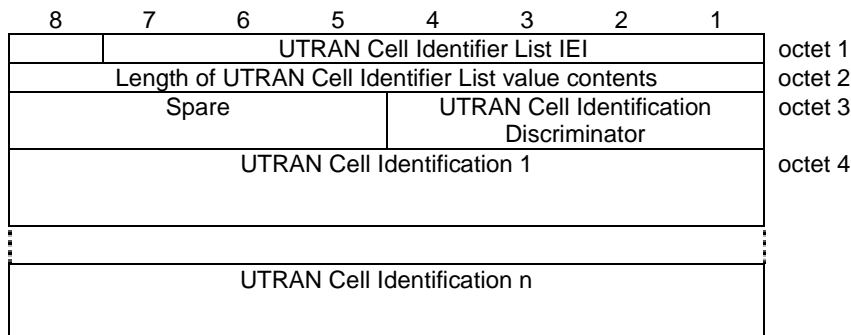 8 7 6 5 4 3 2 1
UTRAN Cell Identifier List IEI octet 1
Length of UTRAN Cell Identifier List value contents octet 2
Spare UTRAN Cell Identification octet 3
Discriminator
UTRAN Cell Identification 1 octet 4
UTRAN Cell Identification n